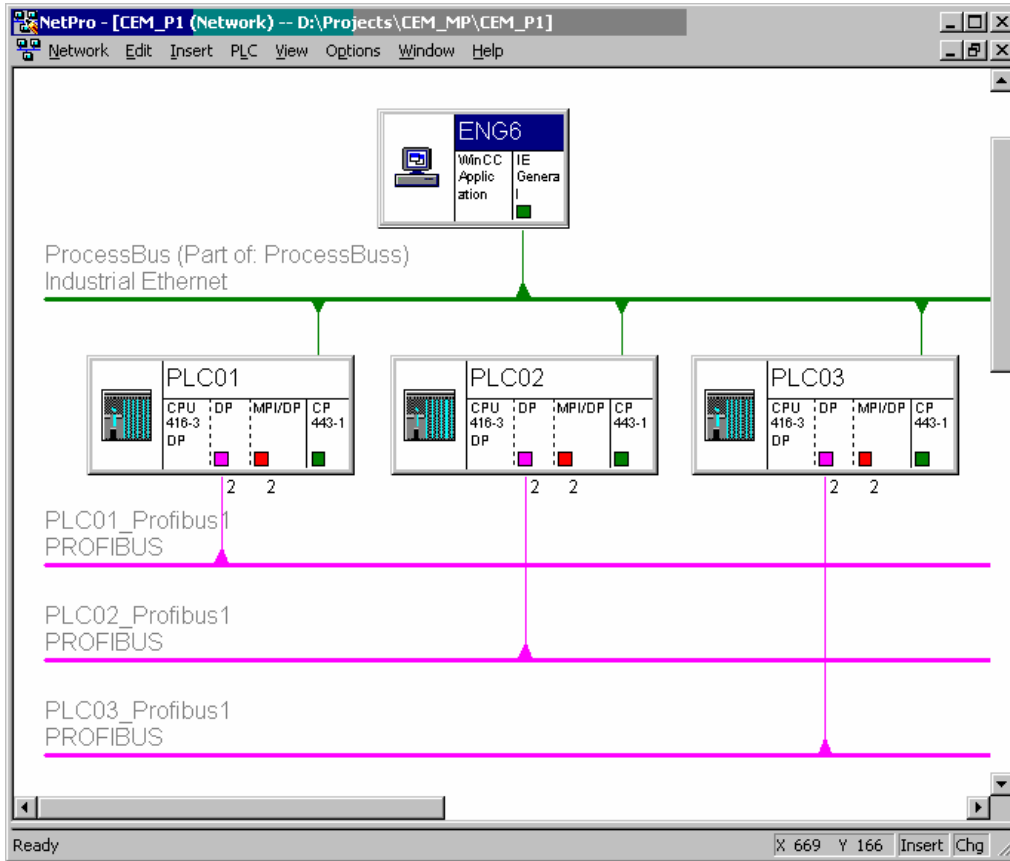 NetPro - [CEM_P1 (Network) -- D:\Projects\CEM_MP\CEM_P1]
Network Edit Insert PLC View Options Window Help
ENG6
WinCC Applic ation
IE Genera l
ProcessBus (Part of: ProcessBuss)
Industrial Ethernet
PLC01
CPU 416-3 DP
DP
MPI/DP
CP 443-1
2 2
PLC02
CPU 416-3 DP
DP
MPI/DP
CP 443-1
2 2
PLC03
CPU 416-3 DP
DP
MPI/DP
CP 443-1
2 2
PLC01_Profibus1
PROFIBUS
PLC02_Profibus1
PROFIBUS
PLC03_Profibus1
PROFIBUS
Ready
X 669 Y 166 Insert Chg